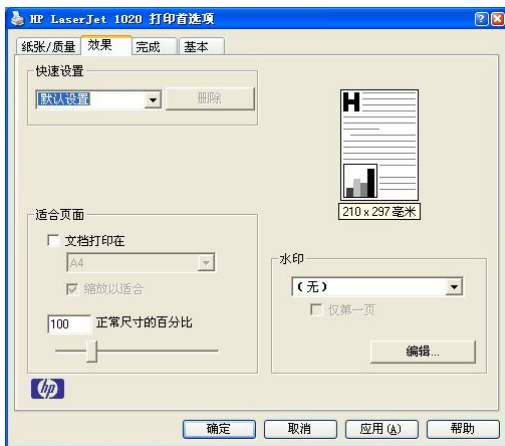 HP LaserJet 1020 打印首选项
纸张/质量 效果 完成 基本
快速设置
默认设置 删除
H
210 x 297 毫米
适合页面
文档打印在
A4
缩放以适合
100 正常尺寸的百分比
水印
(无)
仅第一页
编辑...
hp
确定 取消 应用(A) 帮助